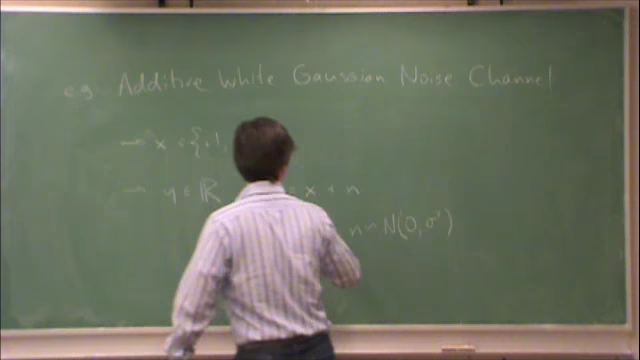 e.g. Additive White Gaussian Noise Channel
→ x ∈ {+1,
→ y ∈ ℝ = x + n
n ~ N(0, σ²)